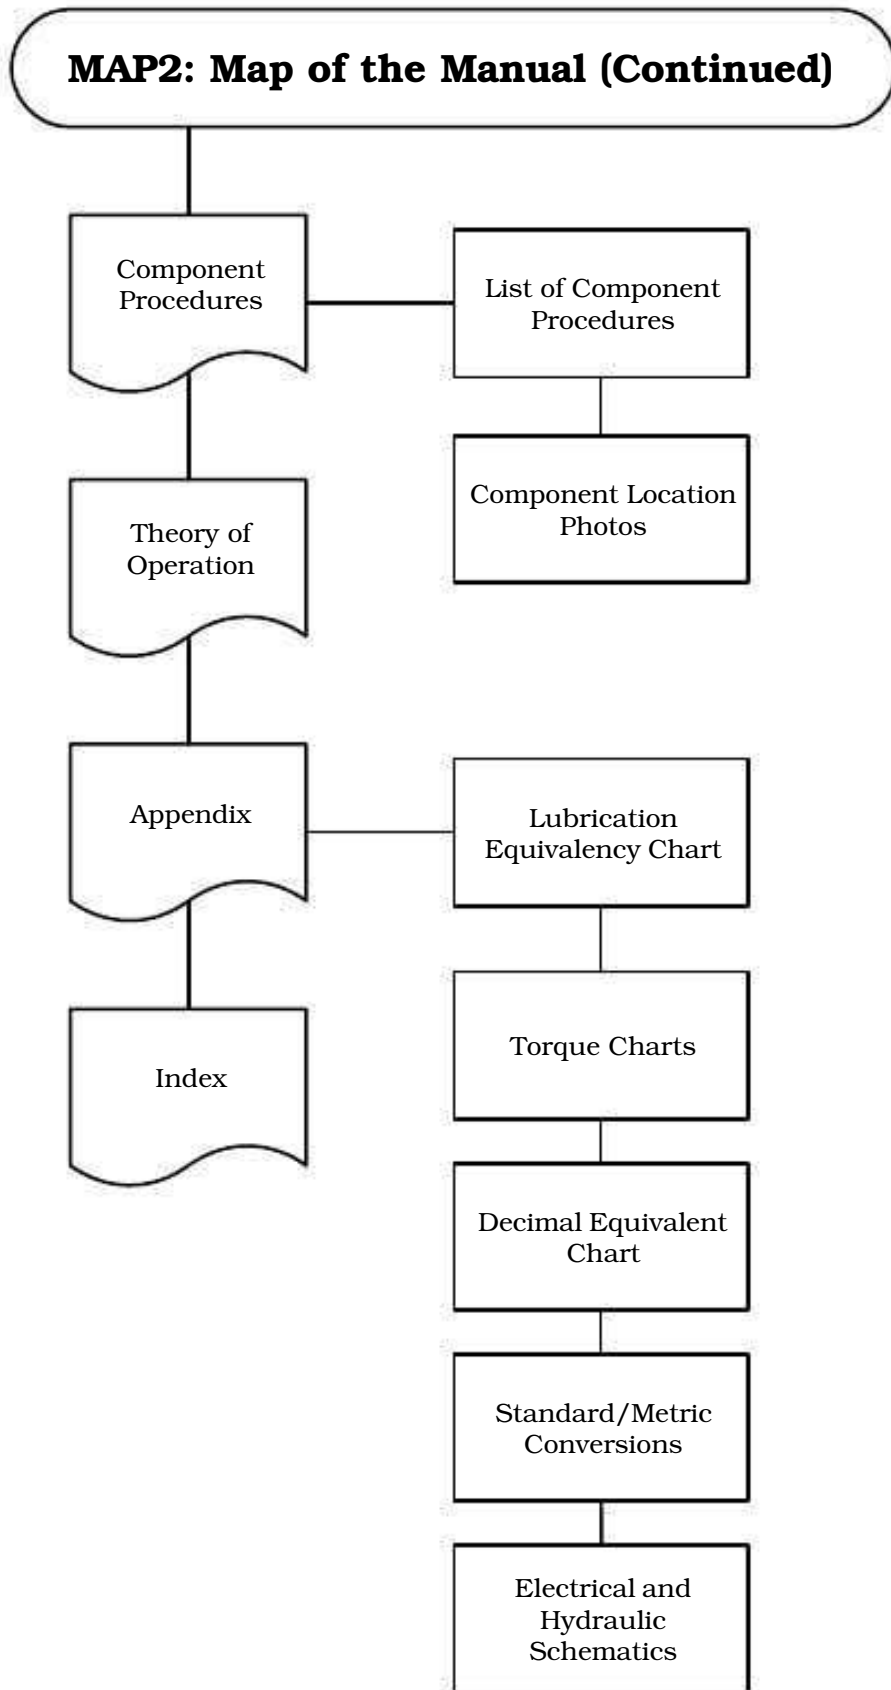 MAP2: Map of the Manual (Continued)
Component
Procedures
List of Component
Procedures
Component Location
Photos
Theory of
Operation
Appendix
Lubrication
Equivalency Chart
Torque Charts
Index
Decimal Equivalent
Chart
Standard/Metric
Conversions
Electrical and
Hydraulic
Schematics